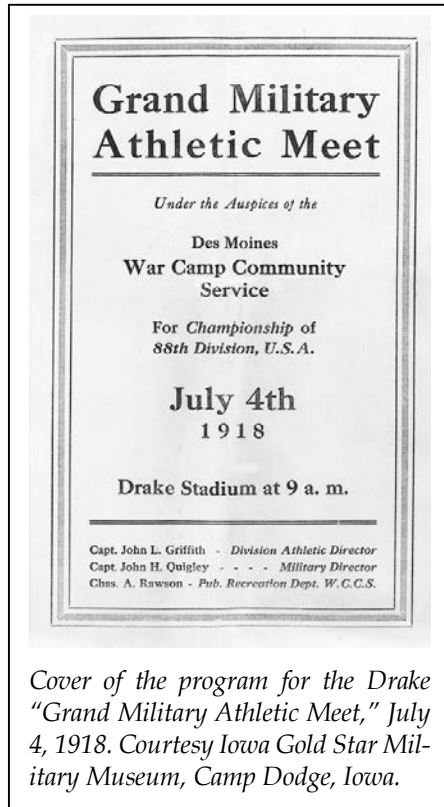 Grand Military
Athletic Meet
Under the Auspices of the
Des Moines
War Camp Community
Service
For Championship of
88th Division, U.S.A.
July 4th
1918
Drake Stadium at 9 a. m.
Capt. John L. Griffith - Division Athletic Director
Capt. John H. Quigley - - - - Military Director
Chas. A. Rawson - Pub. Recreation Dept. W.C.C.S.
Cover of the program for the Drake
“Grand Military Athletic Meet,” July
4, 1918. Courtesy Iowa Gold Star Mil-
itary Museum, Camp Dodge, Iowa.